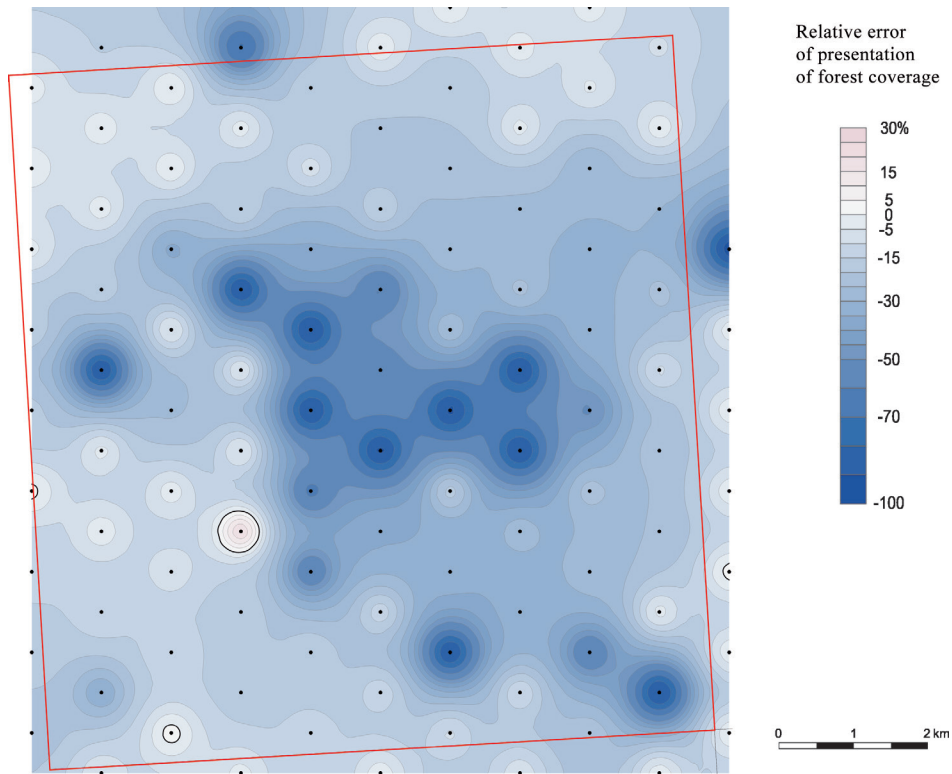 Relative error
of presentation
of forest coverage
30%
15
5
0
-5
-15
-30
-50
-70
-100
0 1 2 km